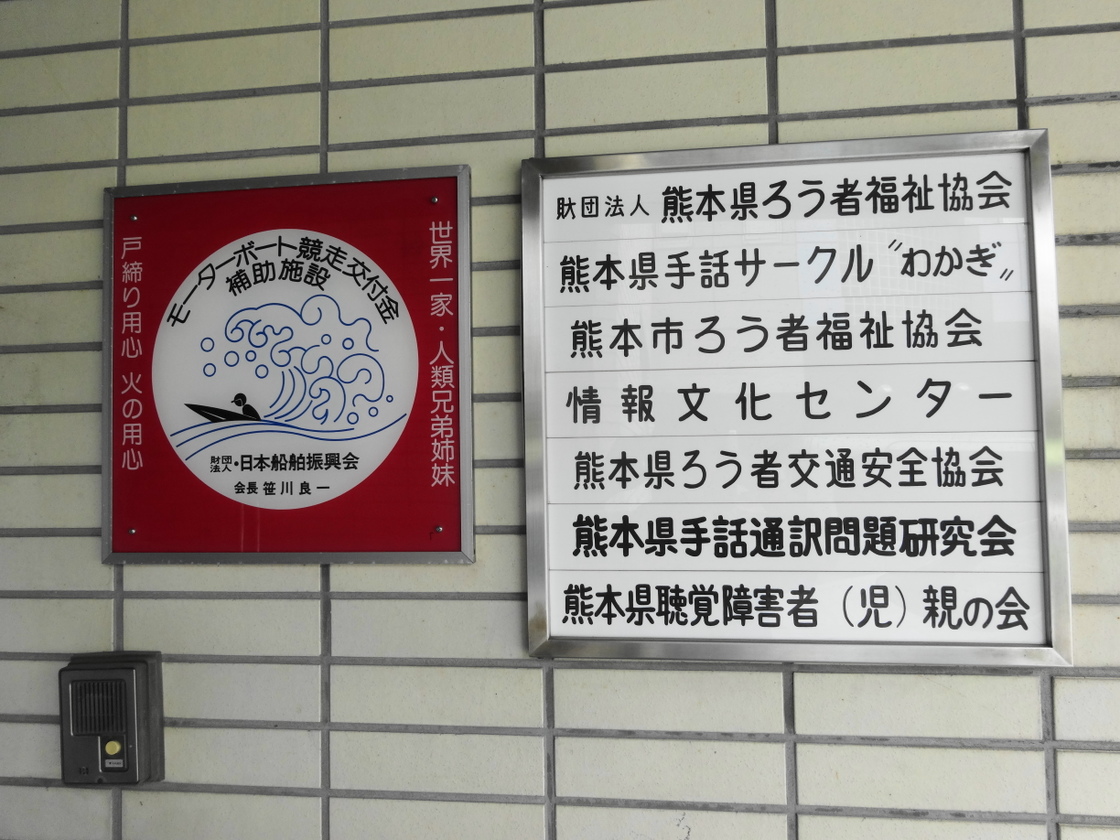 世界一家・人類兄弟姉妹
モーターボート競走交付金
補助施設
財団法人・日本船舶振興会
会長 笹川良一
戸締り用心 火の用心
財団法人 熊本県ろう者福祉協会
熊本県手話サークル〝わかぎ〟
熊本市ろう者福祉協会
情報文化センター
熊本県ろう者交通安全協会
熊本県手話通訳問題研究会
熊本県聴覚障害者（児）親の会